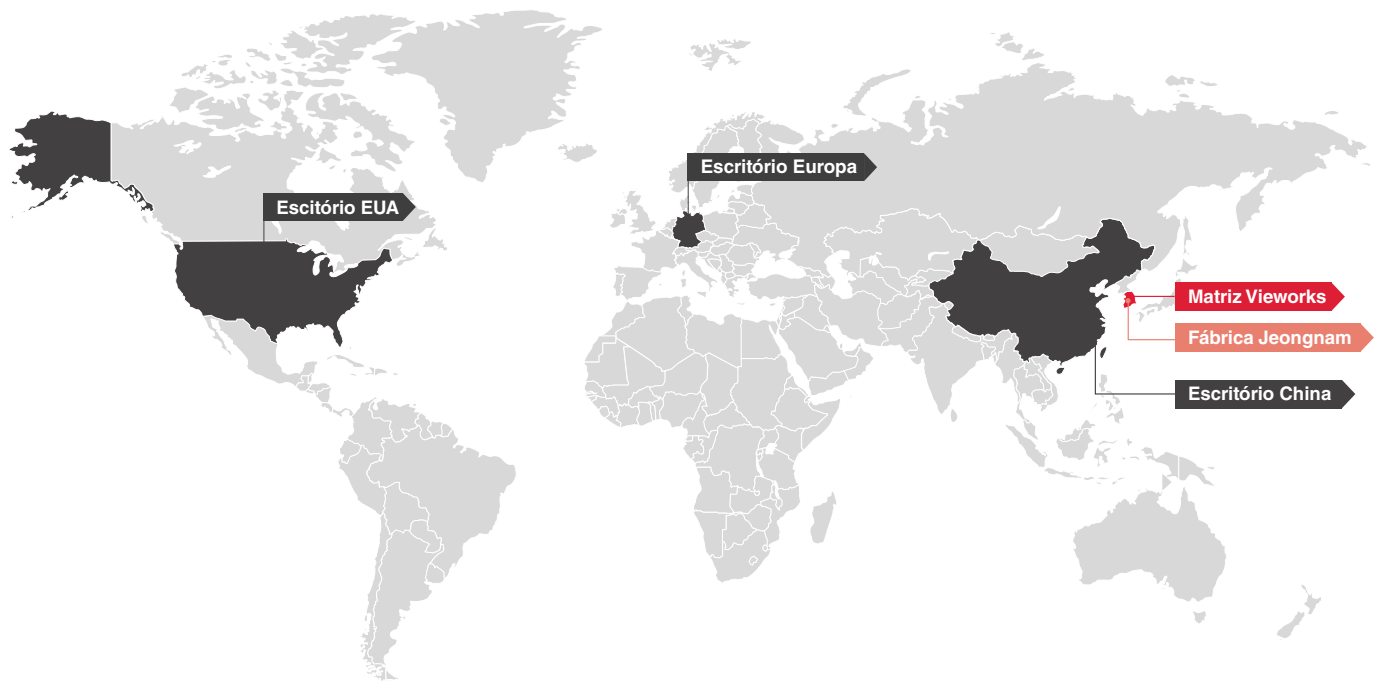 Escritório Europa
Escitório EUA
Matriz Vieworks
Fábrica Jeongnam
Escritório China